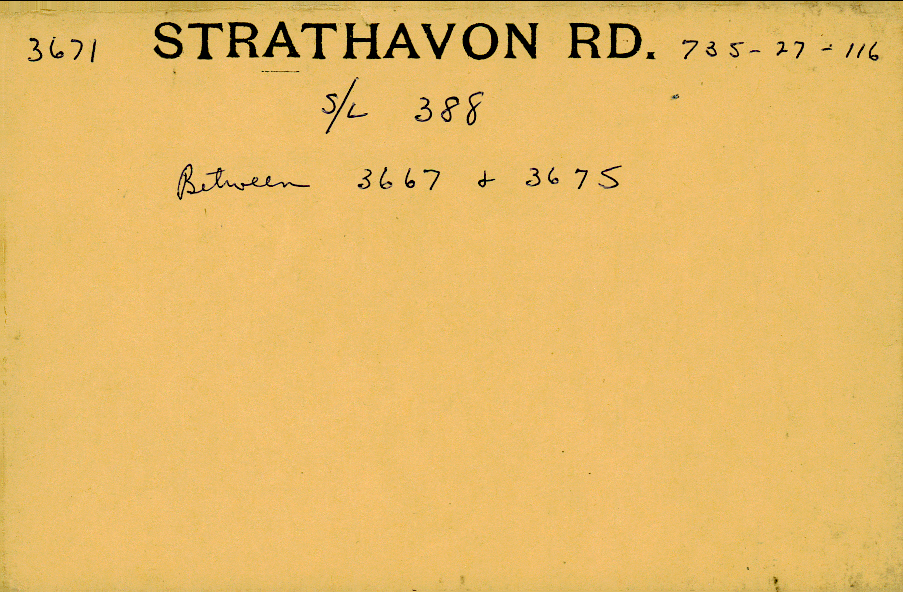 3671 STRATHAVON RD. 735-27-116
S/L 388
Between 3667 & 3675